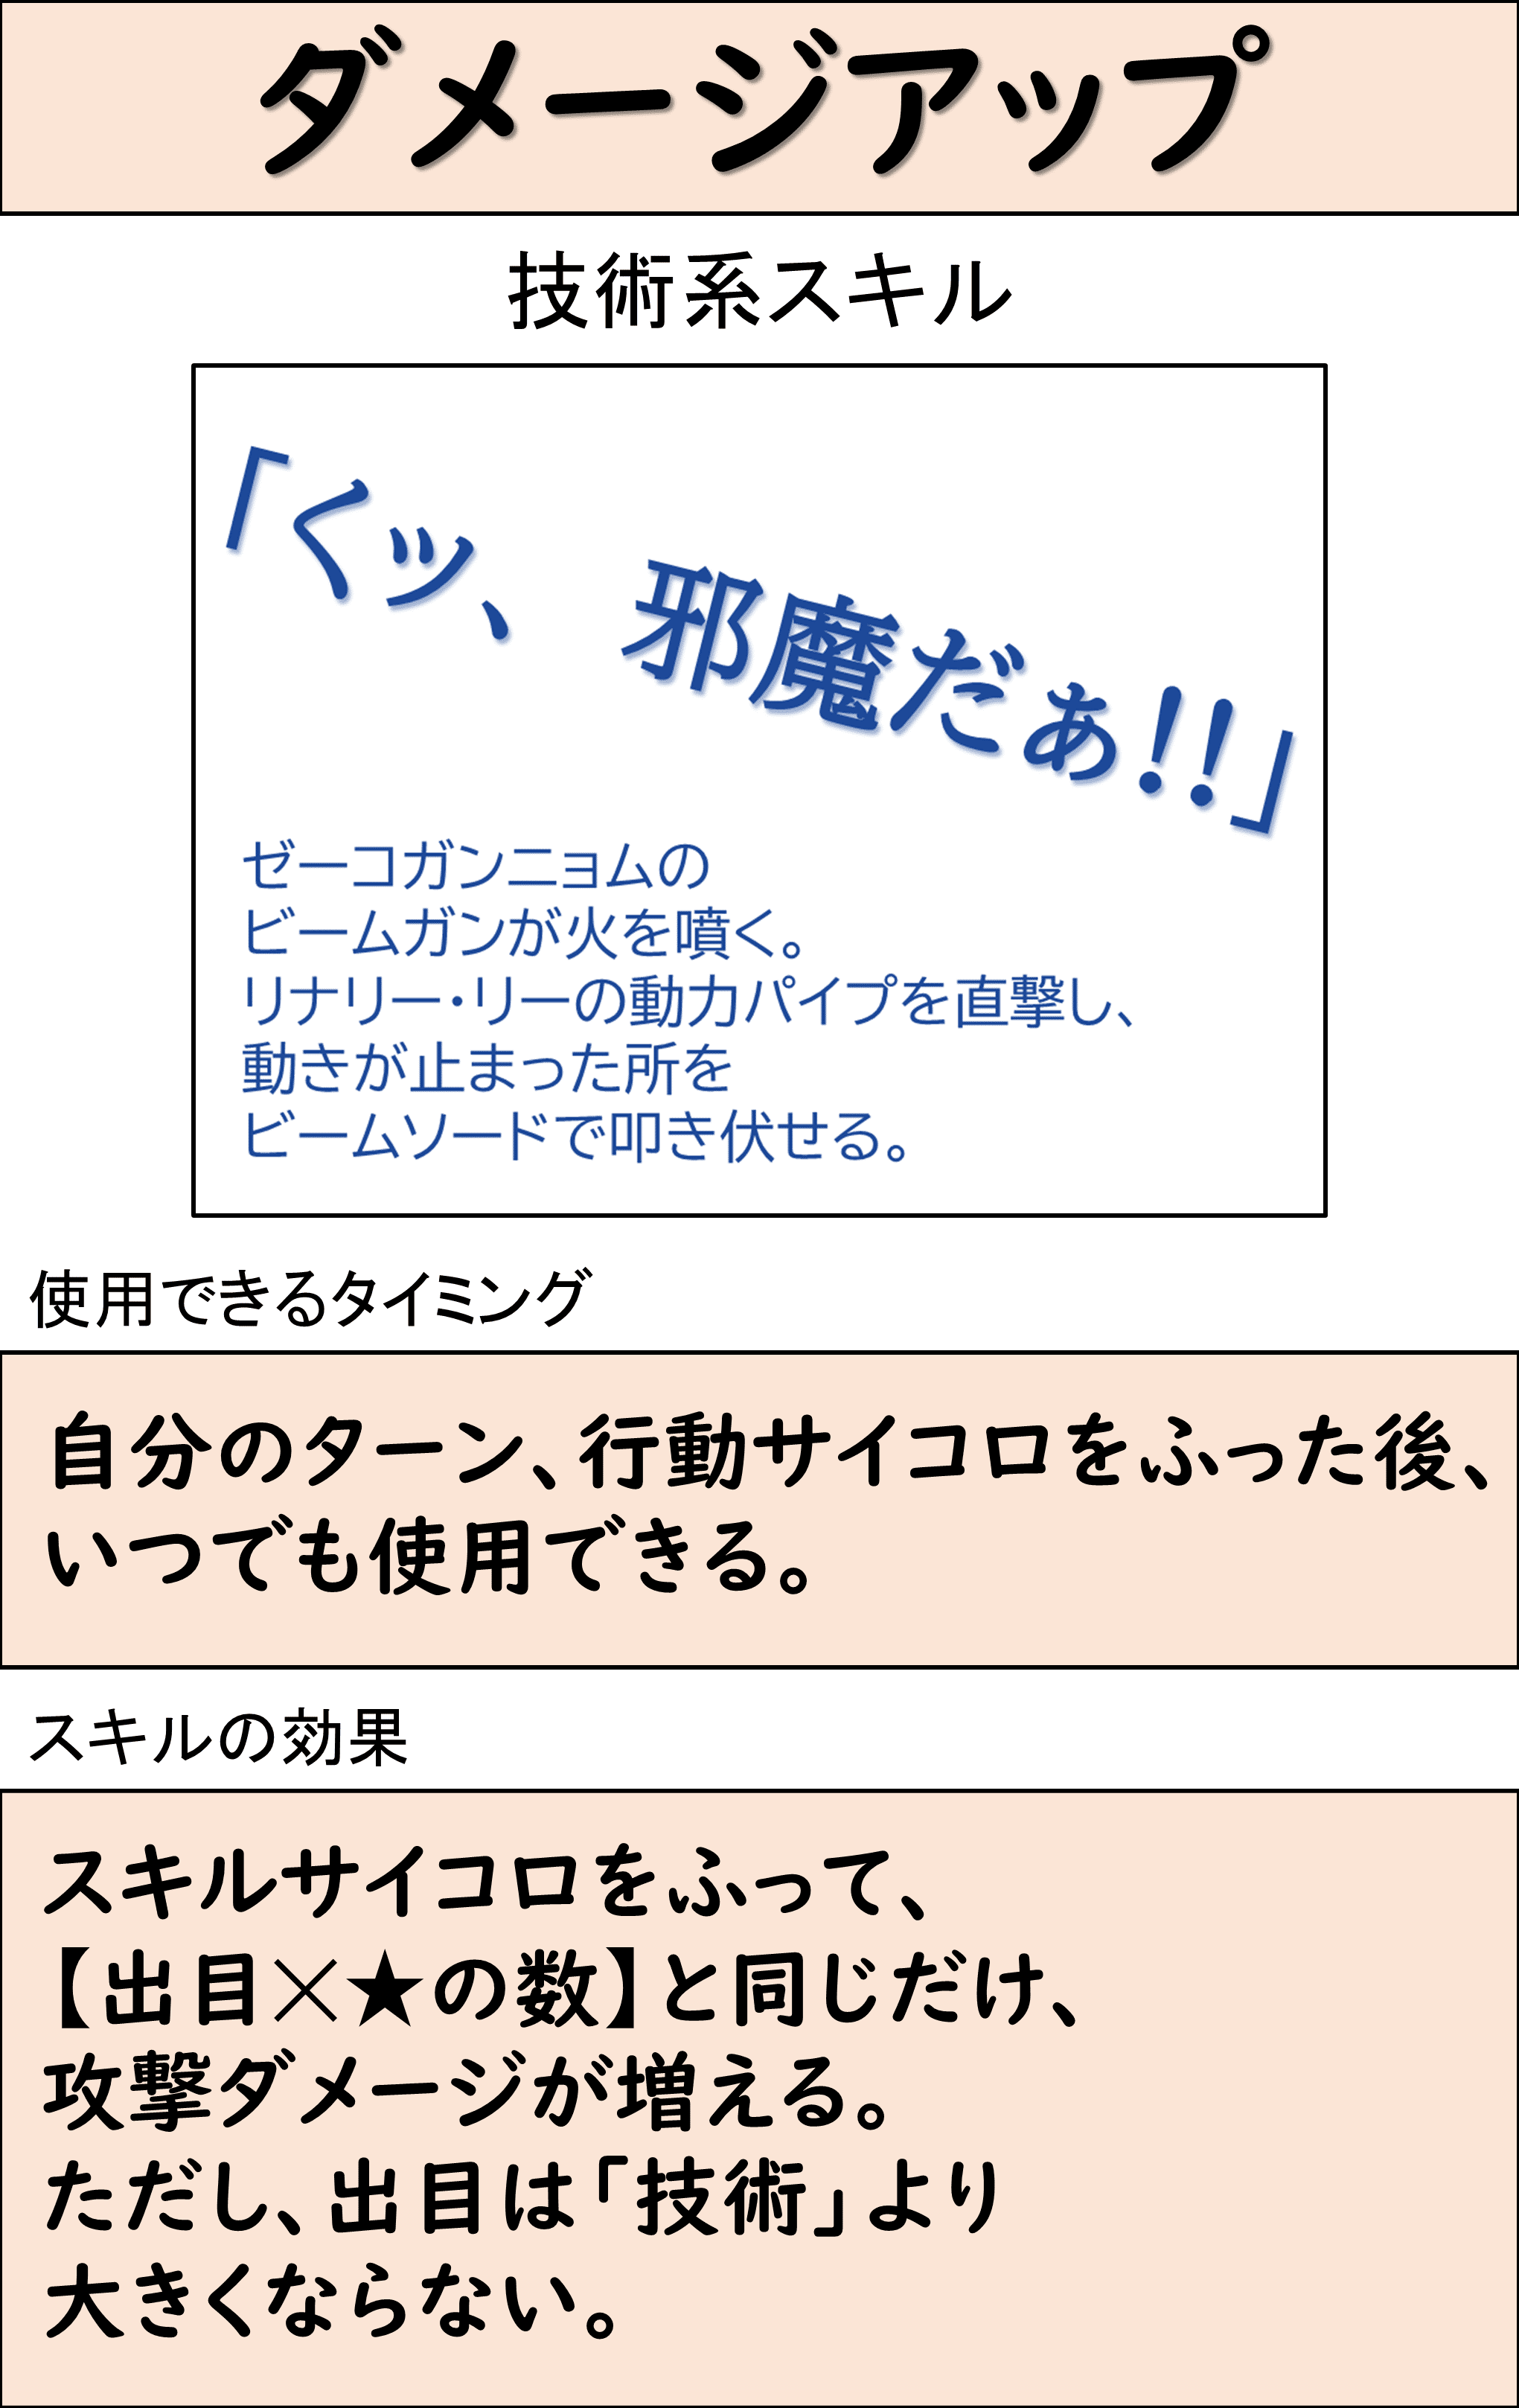 ダメージアップ
技術系スキル
「くッ、　邪魔だぁ!!」
ゼーコガンニョムの
ビームガンが火を噴く。
リナリー・リーの動力パイプを直撃し、
動きが止まった所を
ビームソードで叩き伏せる。
使用できるタイミング
自分のターン、行動サイコロをふった後、
いつでも使用できる。
スキルの効果
スキルサイコロをふって、
【出目×★の数】と同じだけ、
攻撃ダメージが増える。
ただし、出目は「技術」より
大きくならない。